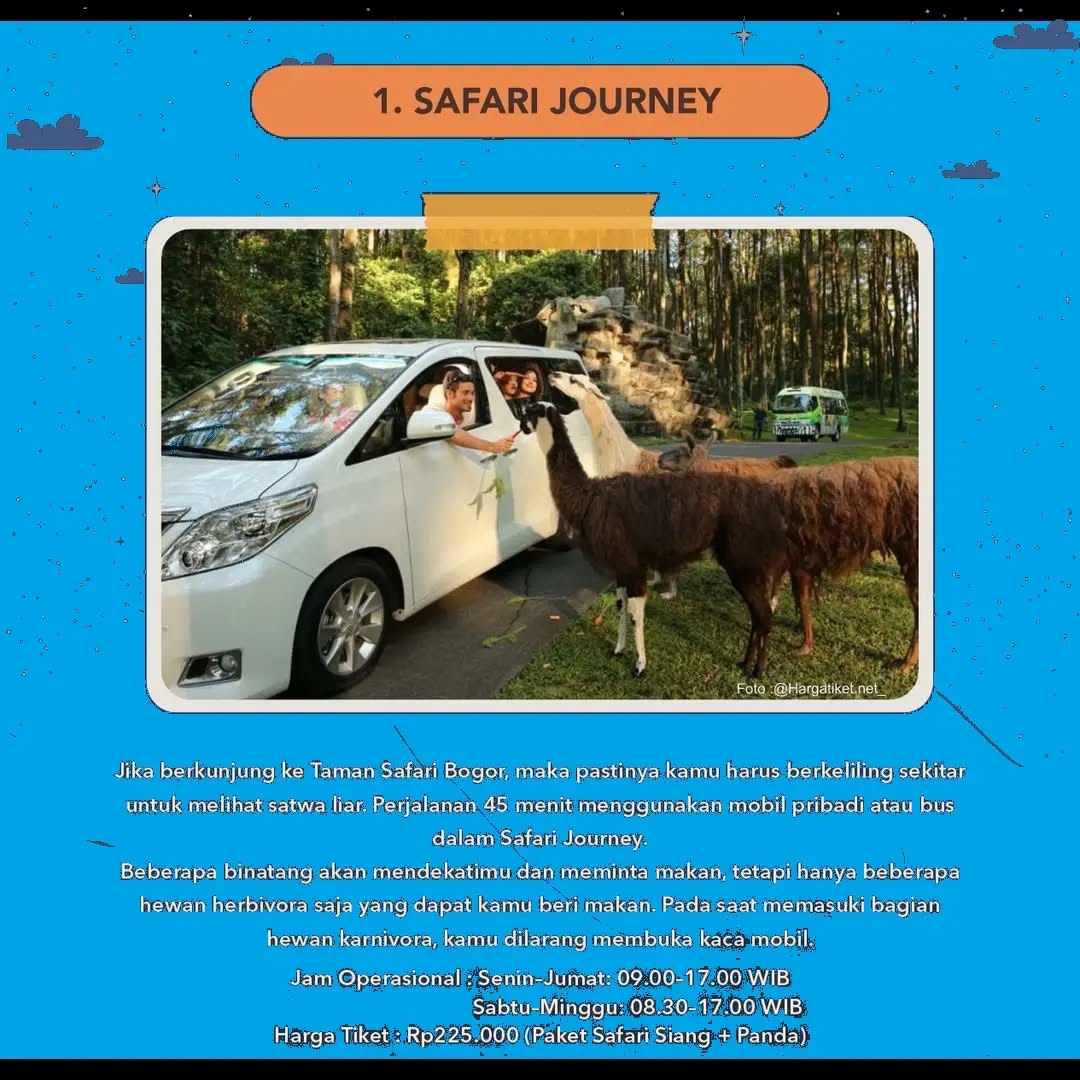 1. SAFARI JOURNEY
Foto :@Hargatiket.net_
Jika berkunjung ke Taman Safari Bogor, maka pastinya kamu harus berkeliling sekitar
untuk melihat satwa liar. Perjalanan 45 menit menggunakan mobil pribadi atau bus
dalam Safari Journey.
Beberapa binatang akan mendekatimu dan meminta makan, tetapi hanya beberapa
hewan herbivora saja yang dapat kamu beri makan. Pada saat memasuki bagian
hewan karnivora, kamu dilarang membuka kaca mobil.
Jam Operasional : Senin-Jumat: 09.00-17.00 WIB
Sabtu-Minggu: 08.30-17.00 WIB
Harga Tiket : Rp225.000 (Paket Safari Siang + Panda)